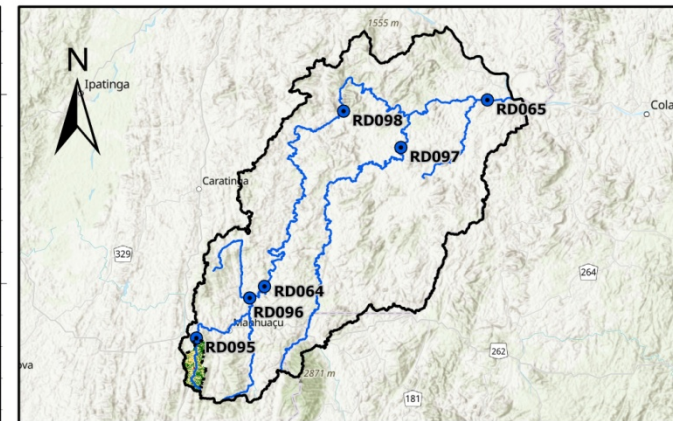 1555 m
N
Ipatinga
RD098
RD065
Cola
RD097
Caratinga
329
264
RD064
RD096
Manhuaçu
RD095
ova
262
2871 m
181